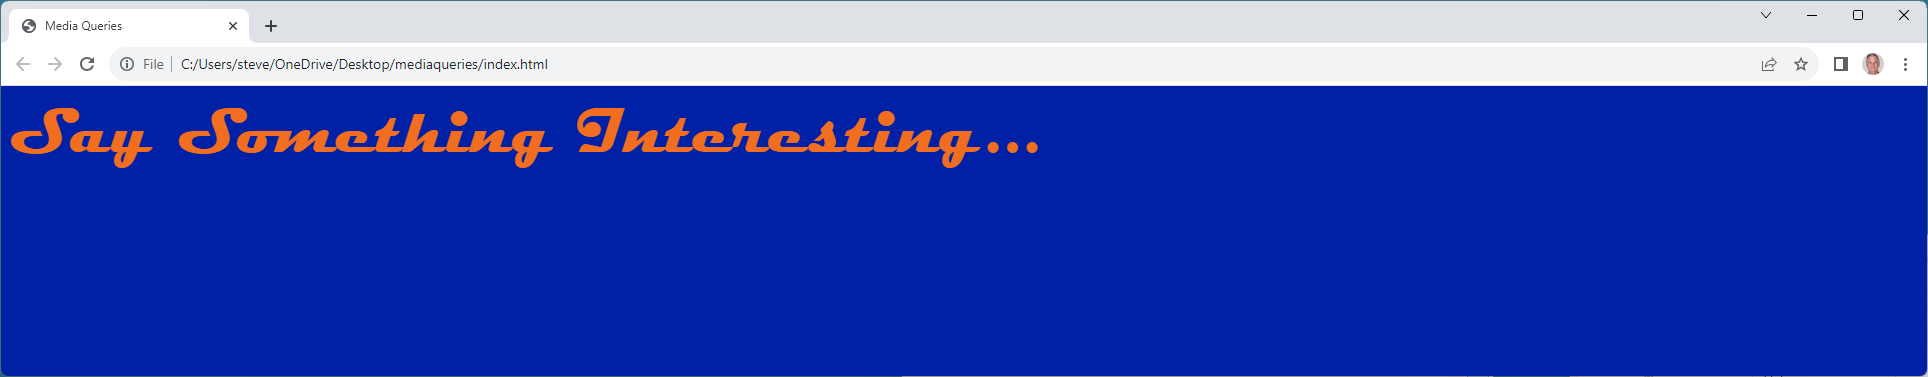 Media Queries
File C:/Users/steve/OneDrive/Desktop/mediaqueries/index.html
Say Something Interesting...